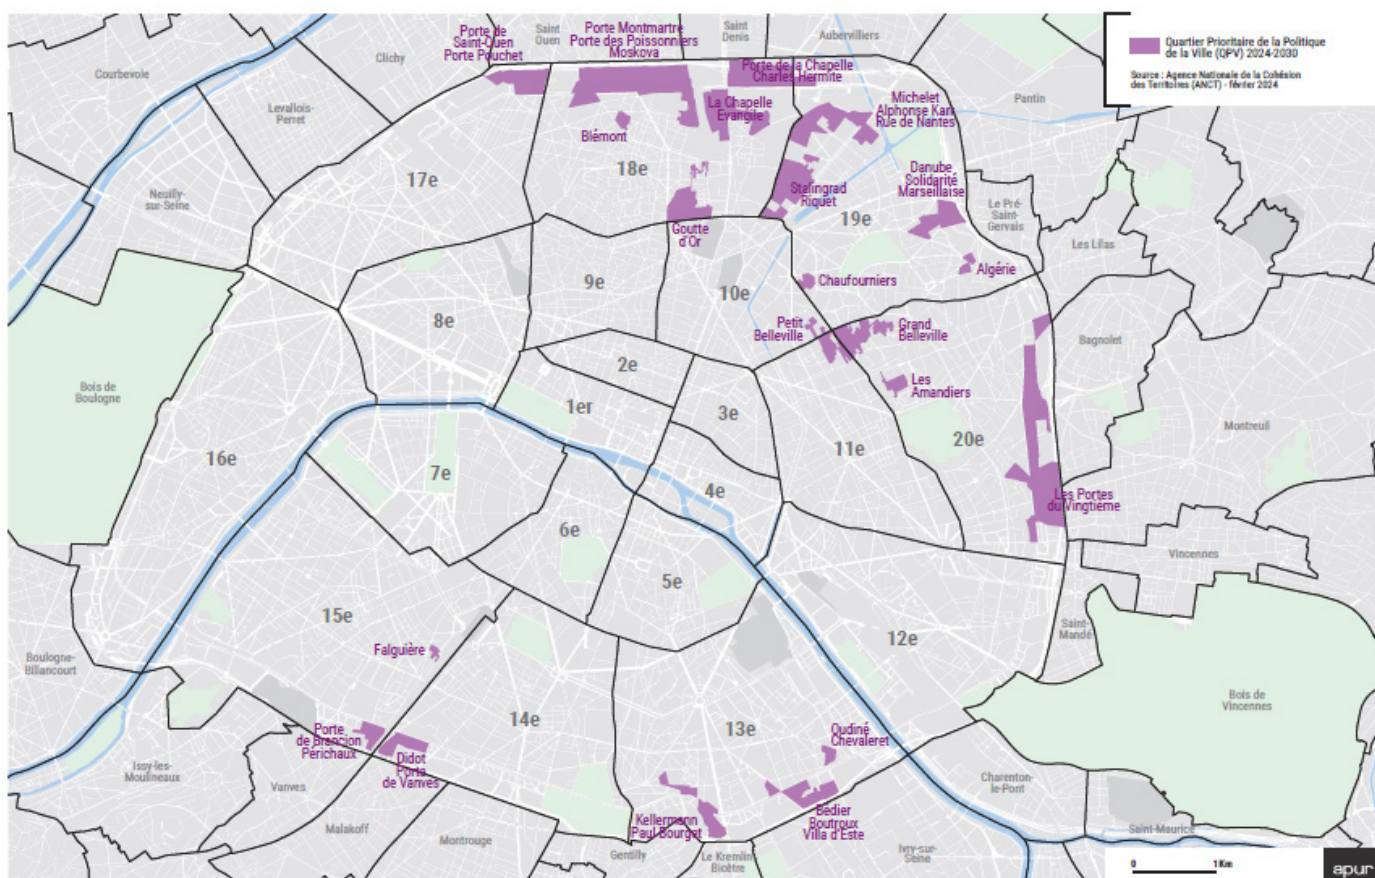 Porte de
Saint-Ouen
Porte Pouchet
Saint
Ouen
Porte Montmartre
Porte des Poissonniers
Moskova
Saint
Denis
Aubervilliers
Quartier Prioritaire de la Politique
de la Ville (QPV) 2024-2030
Source : Agence Nationale de la Cohésion
des Territoires (ANCT) - février 2024
Courbevoie
Clichy
Levallois-
Perret
Porte de la Chapelle
Charles Hermite
La Chapelle
Evangile
Michelet
Alphonse Karr
Rue de Nantes
Pantin
Blémont
17e
18e
Neuilly-
sur-Seine
Stalingrad
Riquet
Danube
Solidarité
Marseillaise
19e
Le Pré-
Saint-
Gervais
Les Lilas
Goutte
d'Or
Chaufourniers
Algérie
8e
9e
10e
Petit
Belleville
Grand
Belleville
Bagnolet
2e
Les
Amandiers
Bois de
Boulogne
1er
3e
11e
20e
Montreuil
16e
7e
4e
Les Portes
du Vingtième
6e
5e
Vincennes
15e
12e
Saint-
Mandé
Falguière
Boulogne-
Billancourt
Bois de
Vincennes
14e
13e
Porte
de Brancion
Périchaux
Didot
Porte
de Vanves
Oudiné
Chevaleret
Issy-les-
Moulineaux
Vanves
Charenton-
le-Pont
Kellermann
Paul Bourget
Bédier
Boutroux
Villa d'Este
Malakoff
Montrouge
Gentilly
Le Kremlin
Bicêtre
Ivry-sur-
Seine
Saint-Maurice
0 1 Km
apur